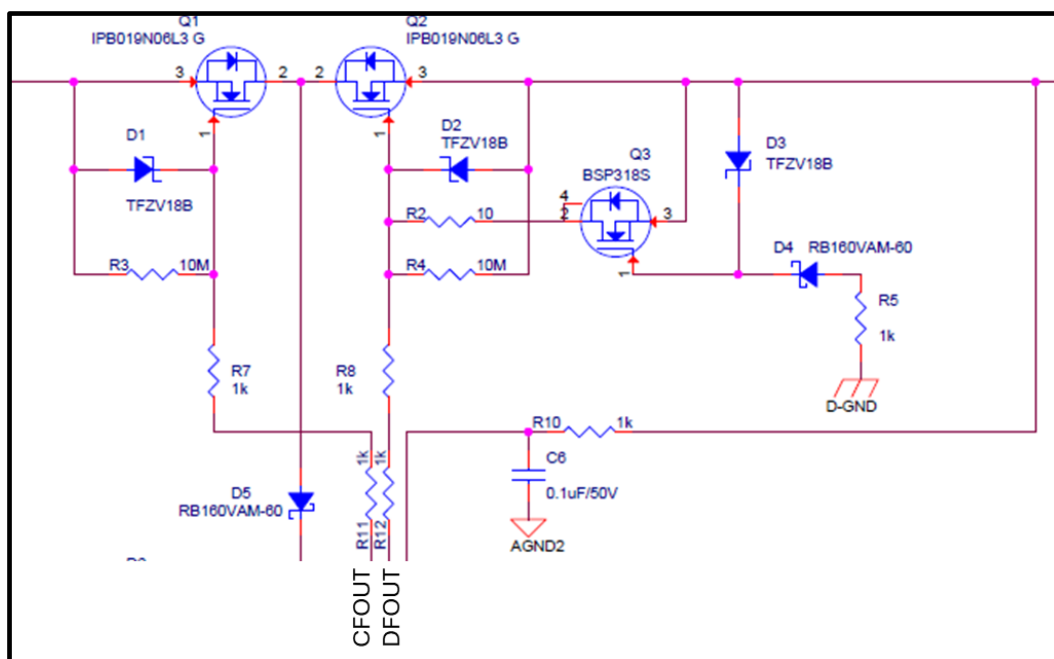 Q1
IPB019N06L3 G
Q2
IPB019N06L3 G
3
2
2
3
1
1
D1
TFZV18B
D2
TFZV18B
Q3
BSP318S
D3
TFZV18B
4
2
3
1
R2
10
R3
10M
R4
10M
D4
RB160VAM-60
R5
1k
D-GND
R7
1k
R8
1k
R10
1k
C6
0.1uF/50V
AGND2
D5
RB160VAM-60
1k
1k
R11
R12
CFOUT
DFOUT